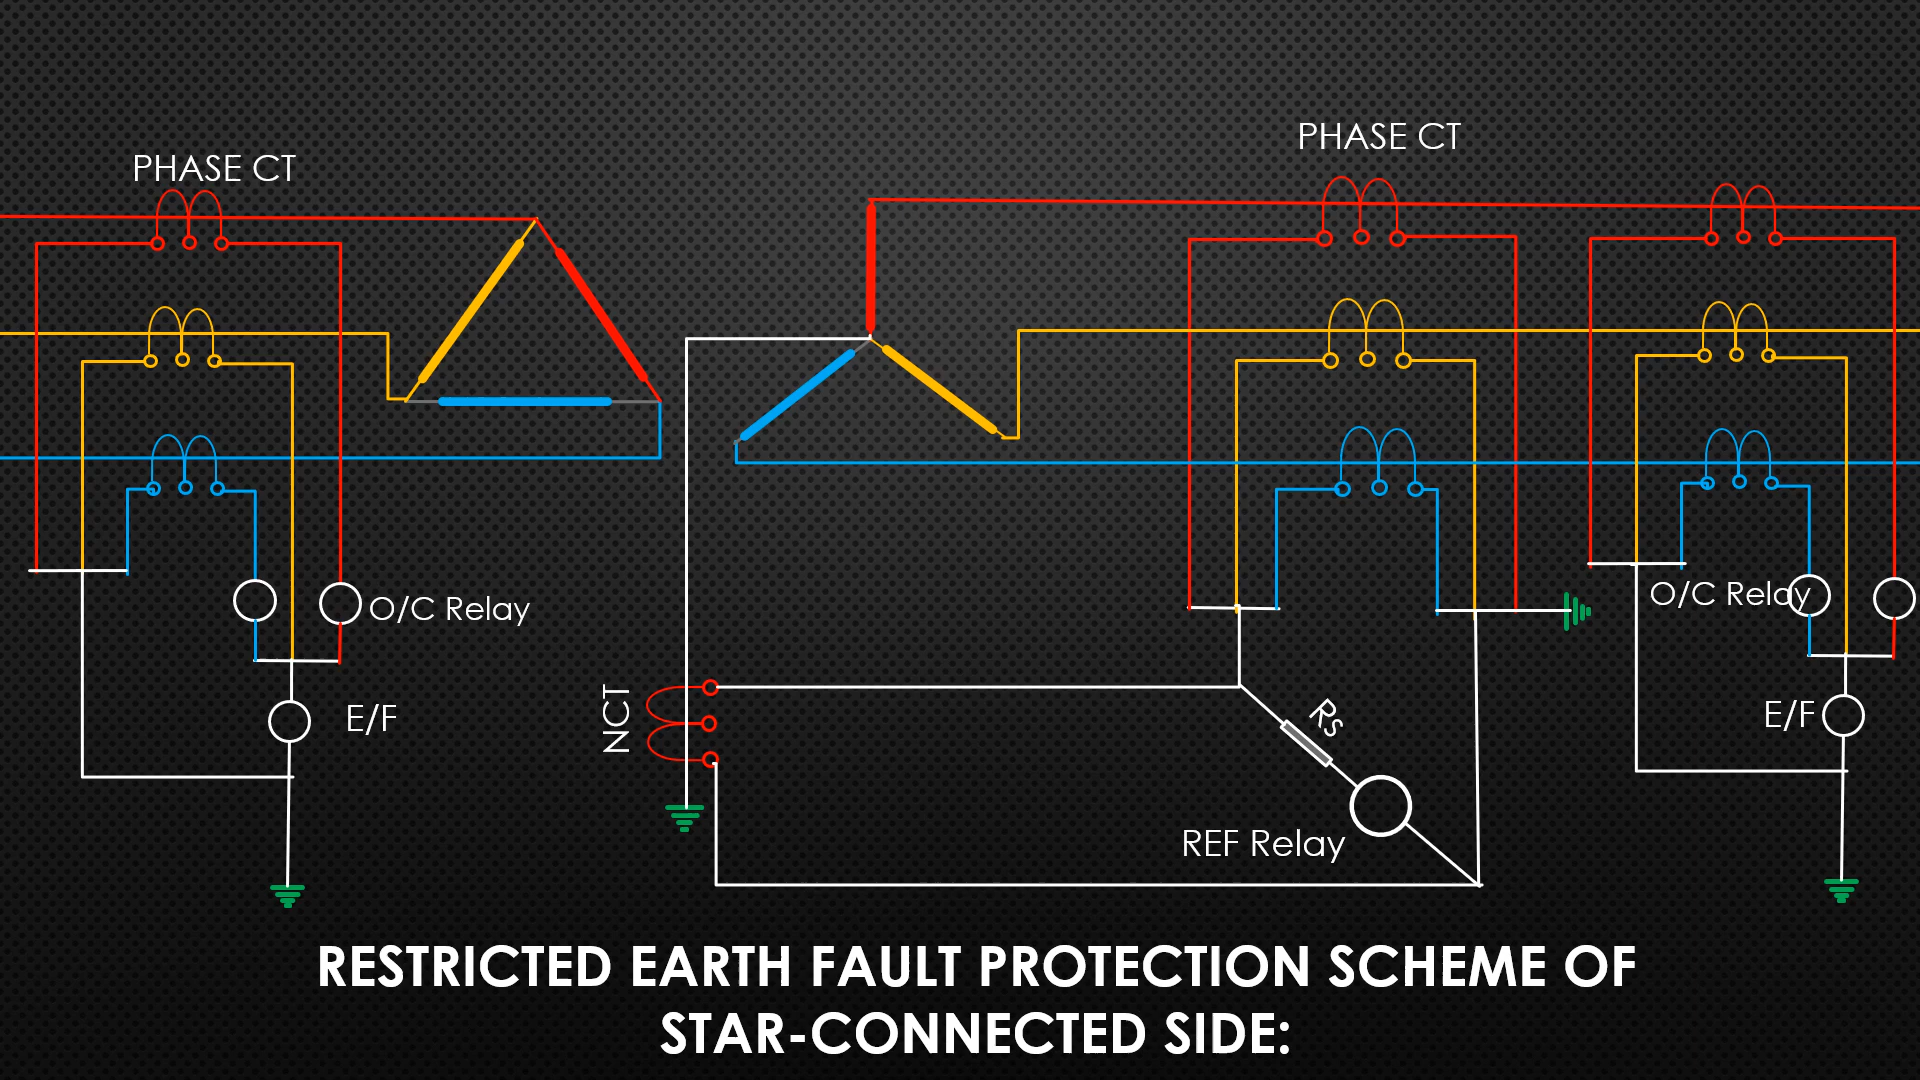 PHASE CT
PHASE CT
O/C Relay
O/C Relay
NCT
Rs
E/F
E/F
REF Relay
RESTRICTED EARTH FAULT PROTECTION SCHEME OF
STAR-CONNECTED SIDE: